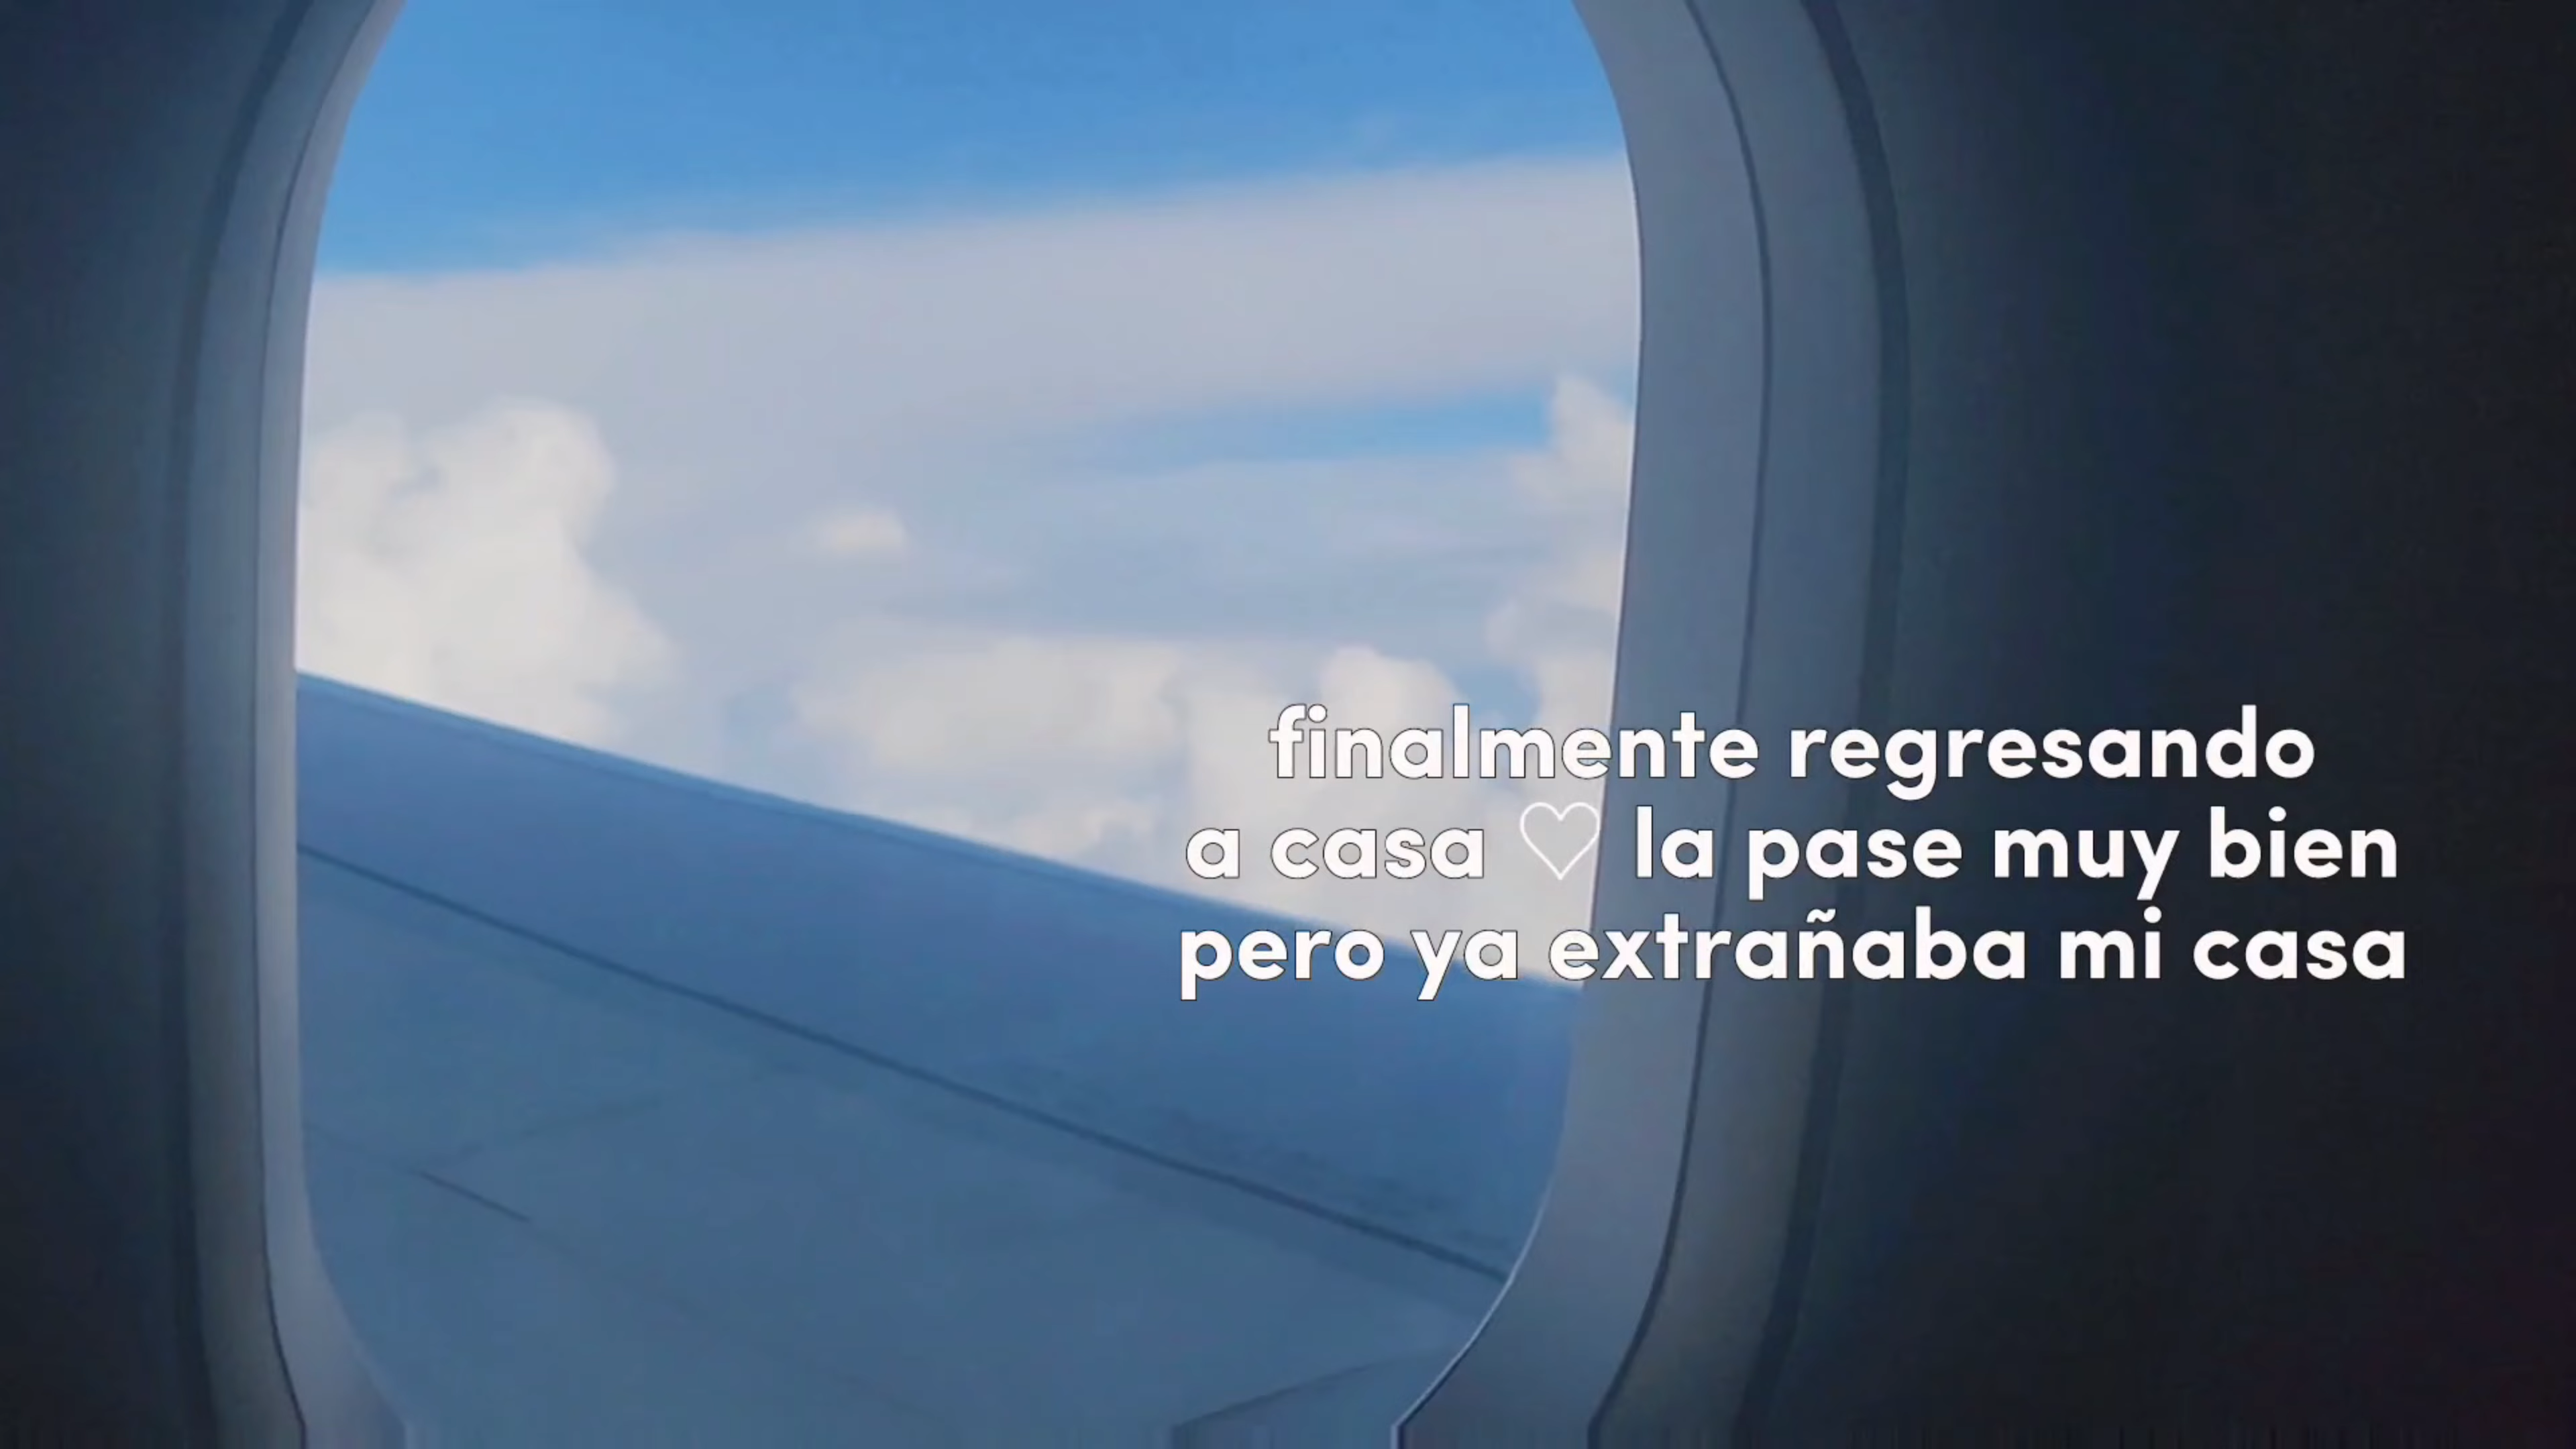 finalmente regresando
a casa ♡ la pase muy bien
pero ya extrañaba mi casa